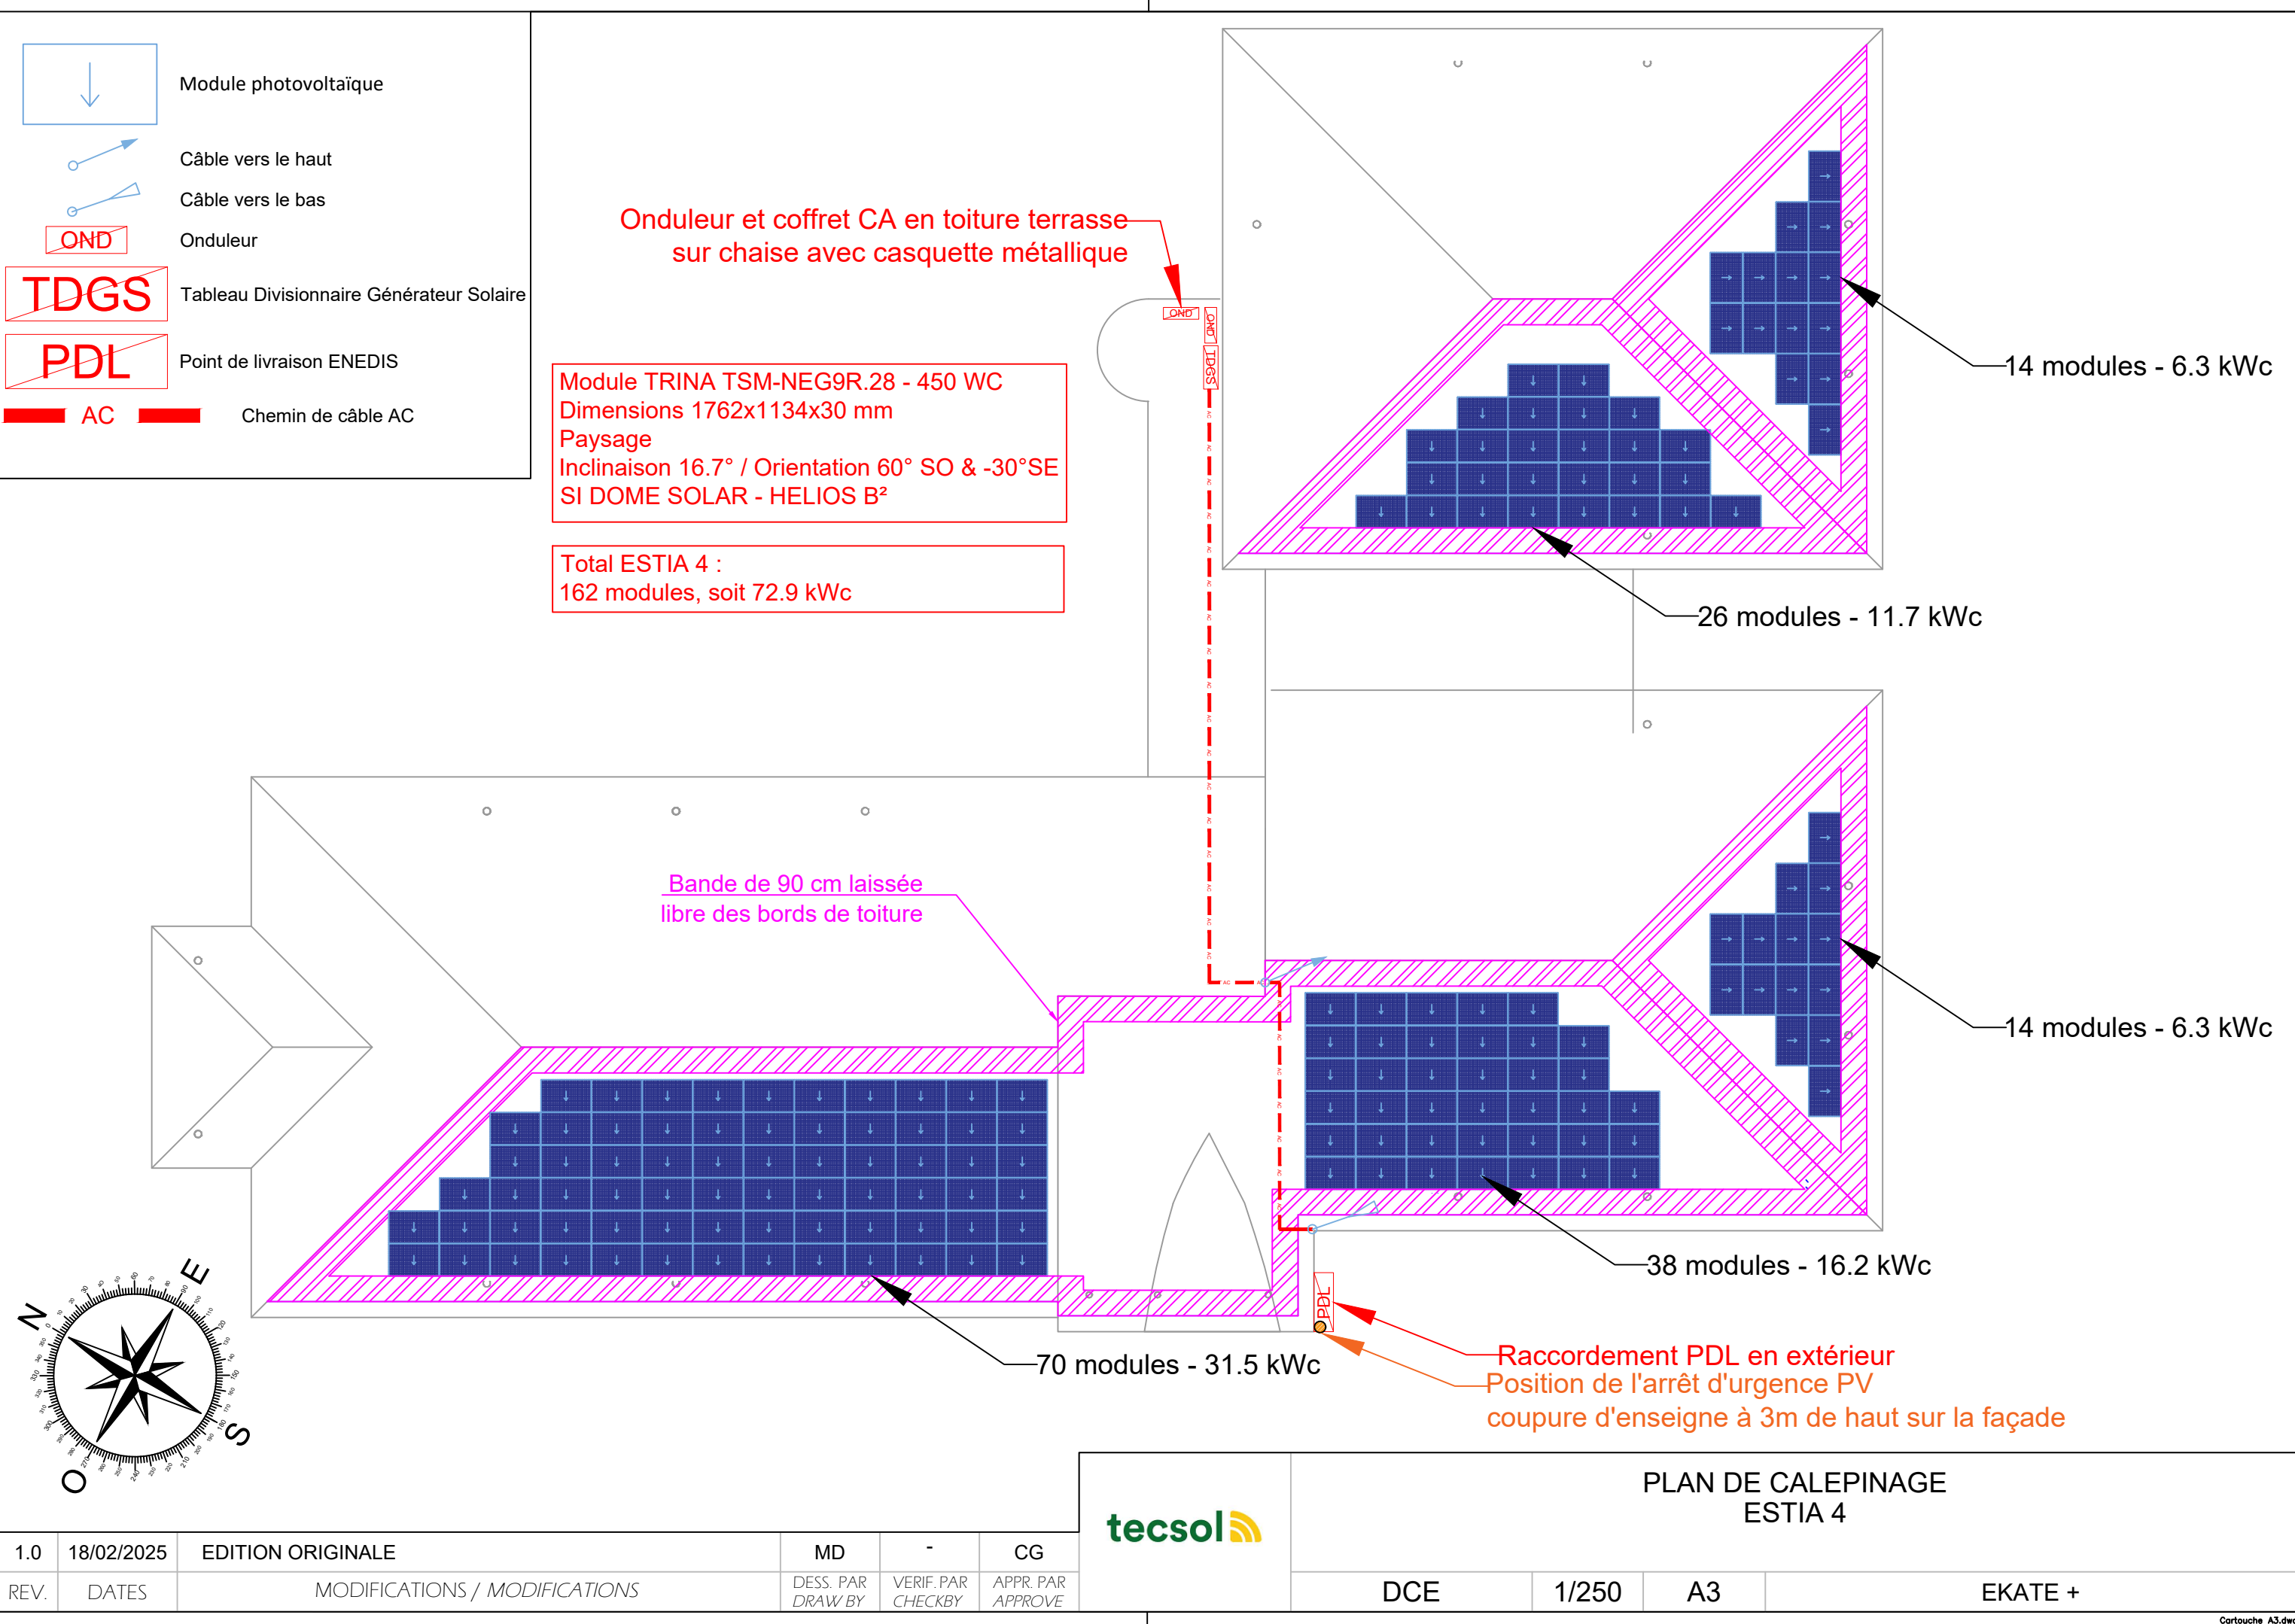 Module photovoltaïque
Câble vers le haut
Câble vers le bas
OND
Onduleur
TDGS
Tableau Divisionnaire Générateur Solaire
PDL
Point de livraison ENEDIS
AC
Chemin de câble AC
Onduleur et coffret CA en toiture terrasse
sur chaise avec casquette métallique
OND
OND
TDGS
Module TRINA TSM-NEG9R.28 - 450 WC
Dimensions 1762x1134x30 mm
Paysage
Inclinaison 16.7° / Orientation 60° SO & -30°SE
SI DOME SOLAR - HELIOS B²
Total ESTIA 4 :
162 modules, soit 72.9 kWc
14 modules - 6.3 kWc
26 modules - 11.7 kWc
Bande de 90 cm laissée
libre des bords de toiture
14 modules - 6.3 kWc
38 modules - 16.2 kWc
70 modules - 31.5 kWc
PDL
Raccordement PDL en extérieur
Position de l'arrêt d'urgence PV
coupure d'enseigne à 3m de haut sur la façade
N
E
S
O
tecsol
PLAN DE CALEPINAGE
ESTIA 4
1.0 18/02/2025 EDITION ORIGINALE MD - CG
REV. DATES MODIFICATIONS / MODIFICATIONS
DESS. PAR
DRAW BY
VERIF. PAR
CHECKBY
APPR. PAR
APPROVE
DCE 1/250 A3 EKATE +
Cartouche A3.dwg